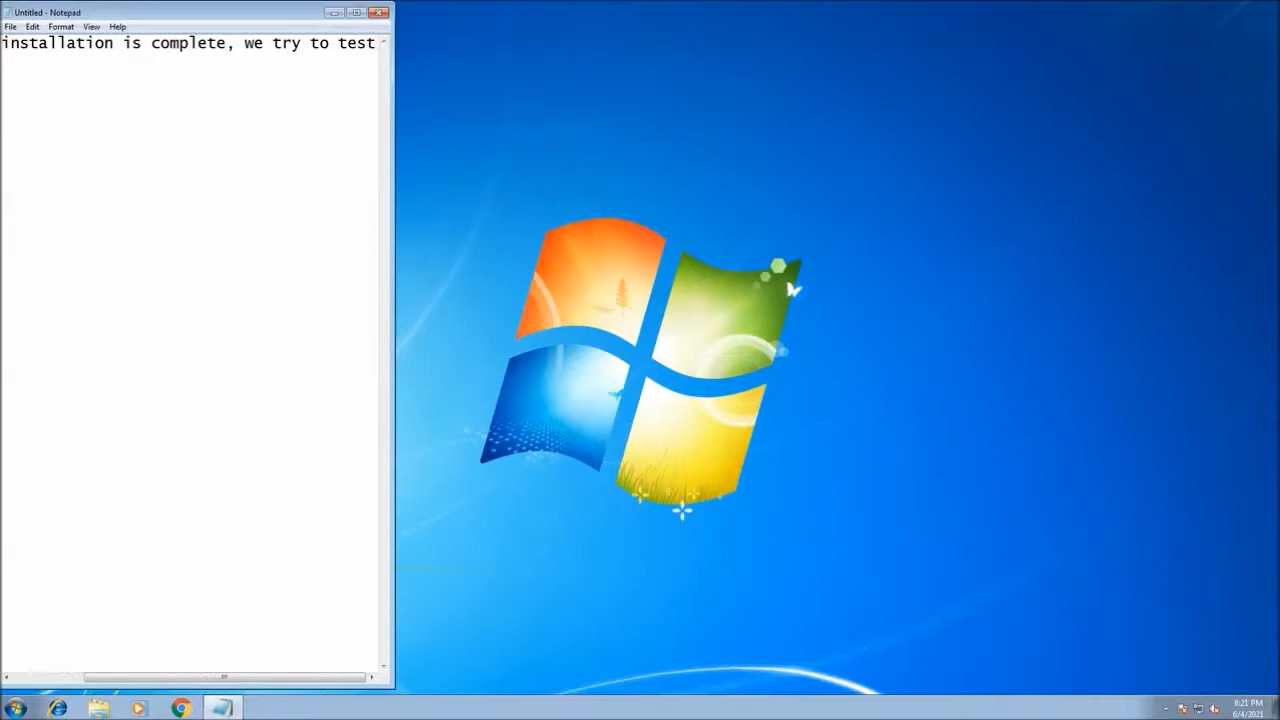 Untitled - Notepad
File Edit Format View Help
installation is complete, we try to test
8:21 PM
6/4/2021